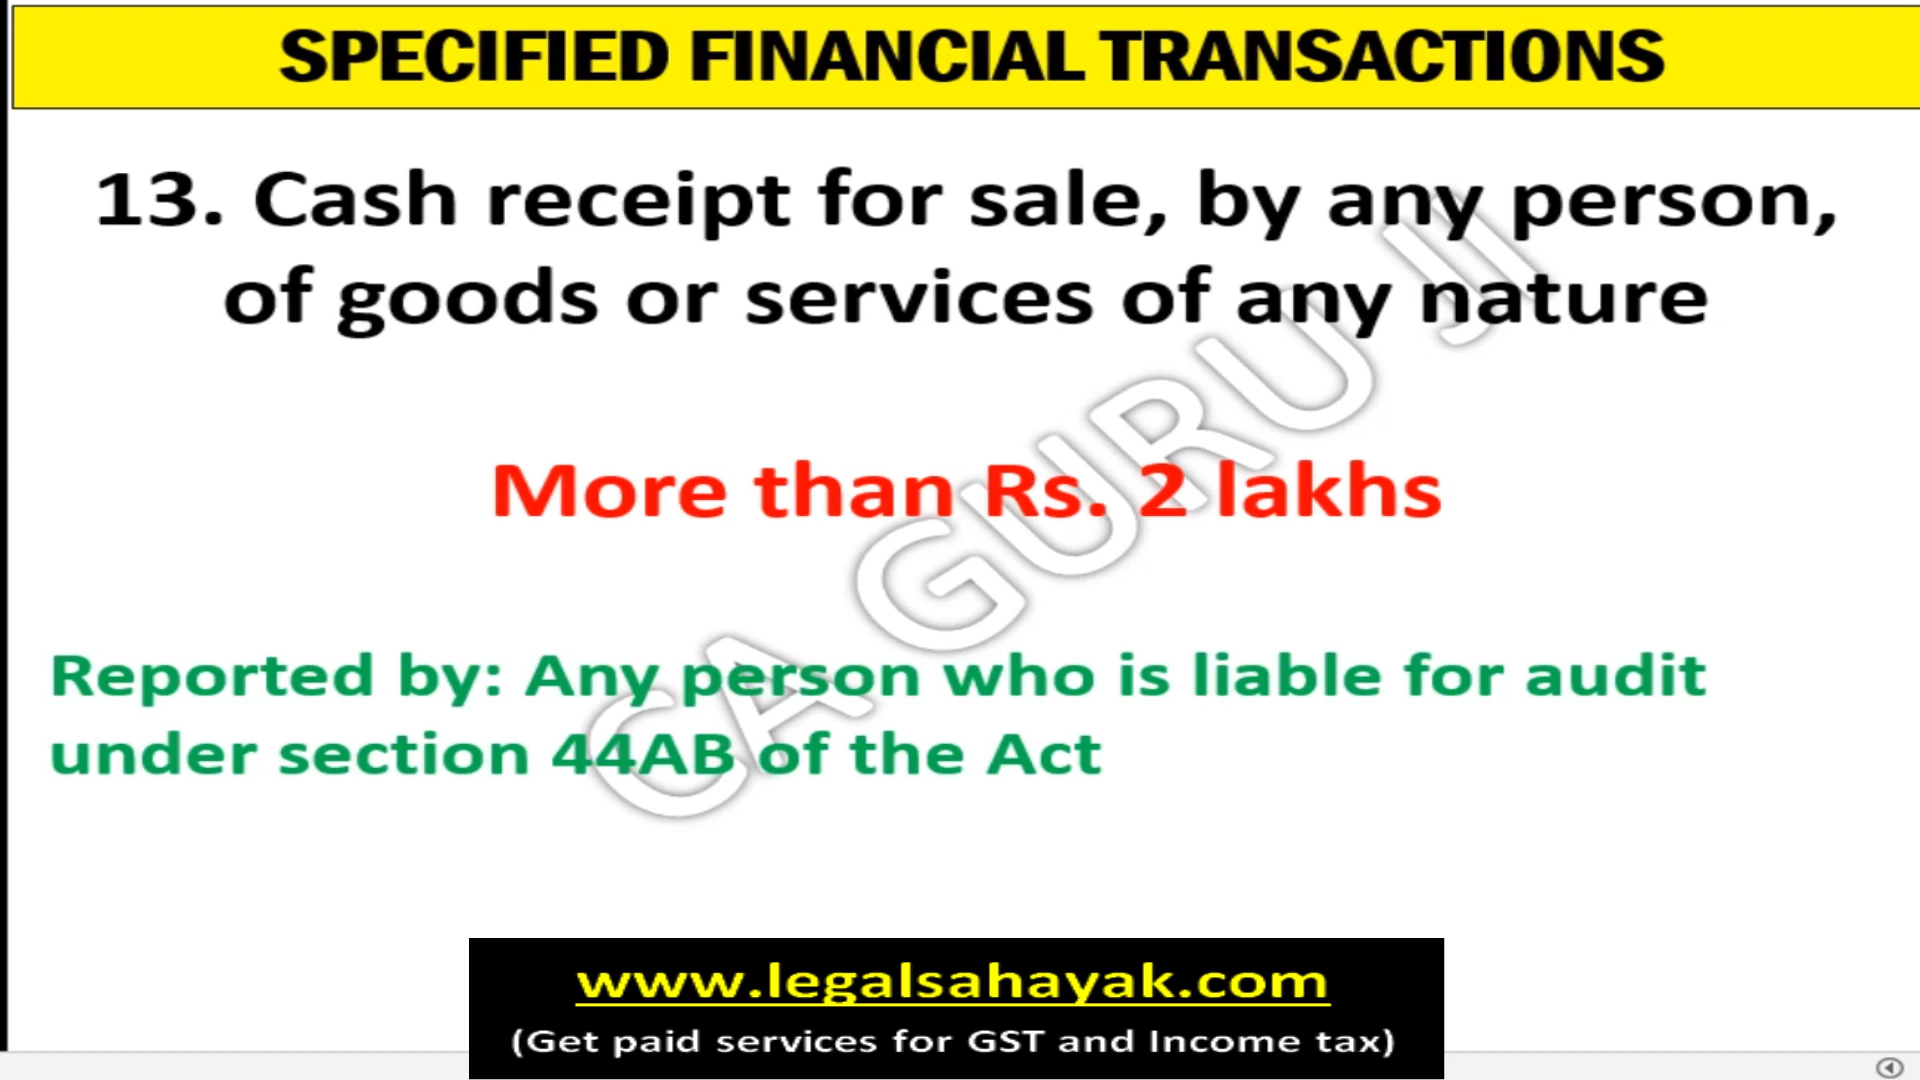 SPECIFIED FINANCIAL TRANSACTIONS
13. Cash receipt for sale, by any person,
of goods or services of any nature
More than Rs. 2 lakhs
Reported by: Any person who is liable for audit
under section 44AB of the Act
CA GURU JI
www.legalsahayak.com
(Get paid services for GST and Income tax)